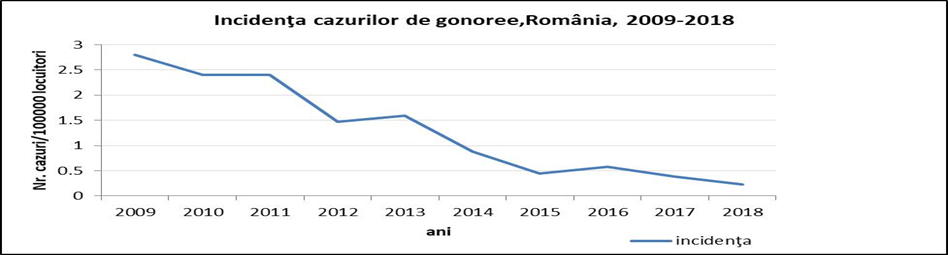 Incidenţa cazurilor de gonoree,România, 2009-2018
Nr. cazuri/100000 locuitori
3
2.5
2
1.5
1
0.5
0
2009 2010 2011 2012 2013 2014 2015 2016 2017 2018
ani
incidenţa